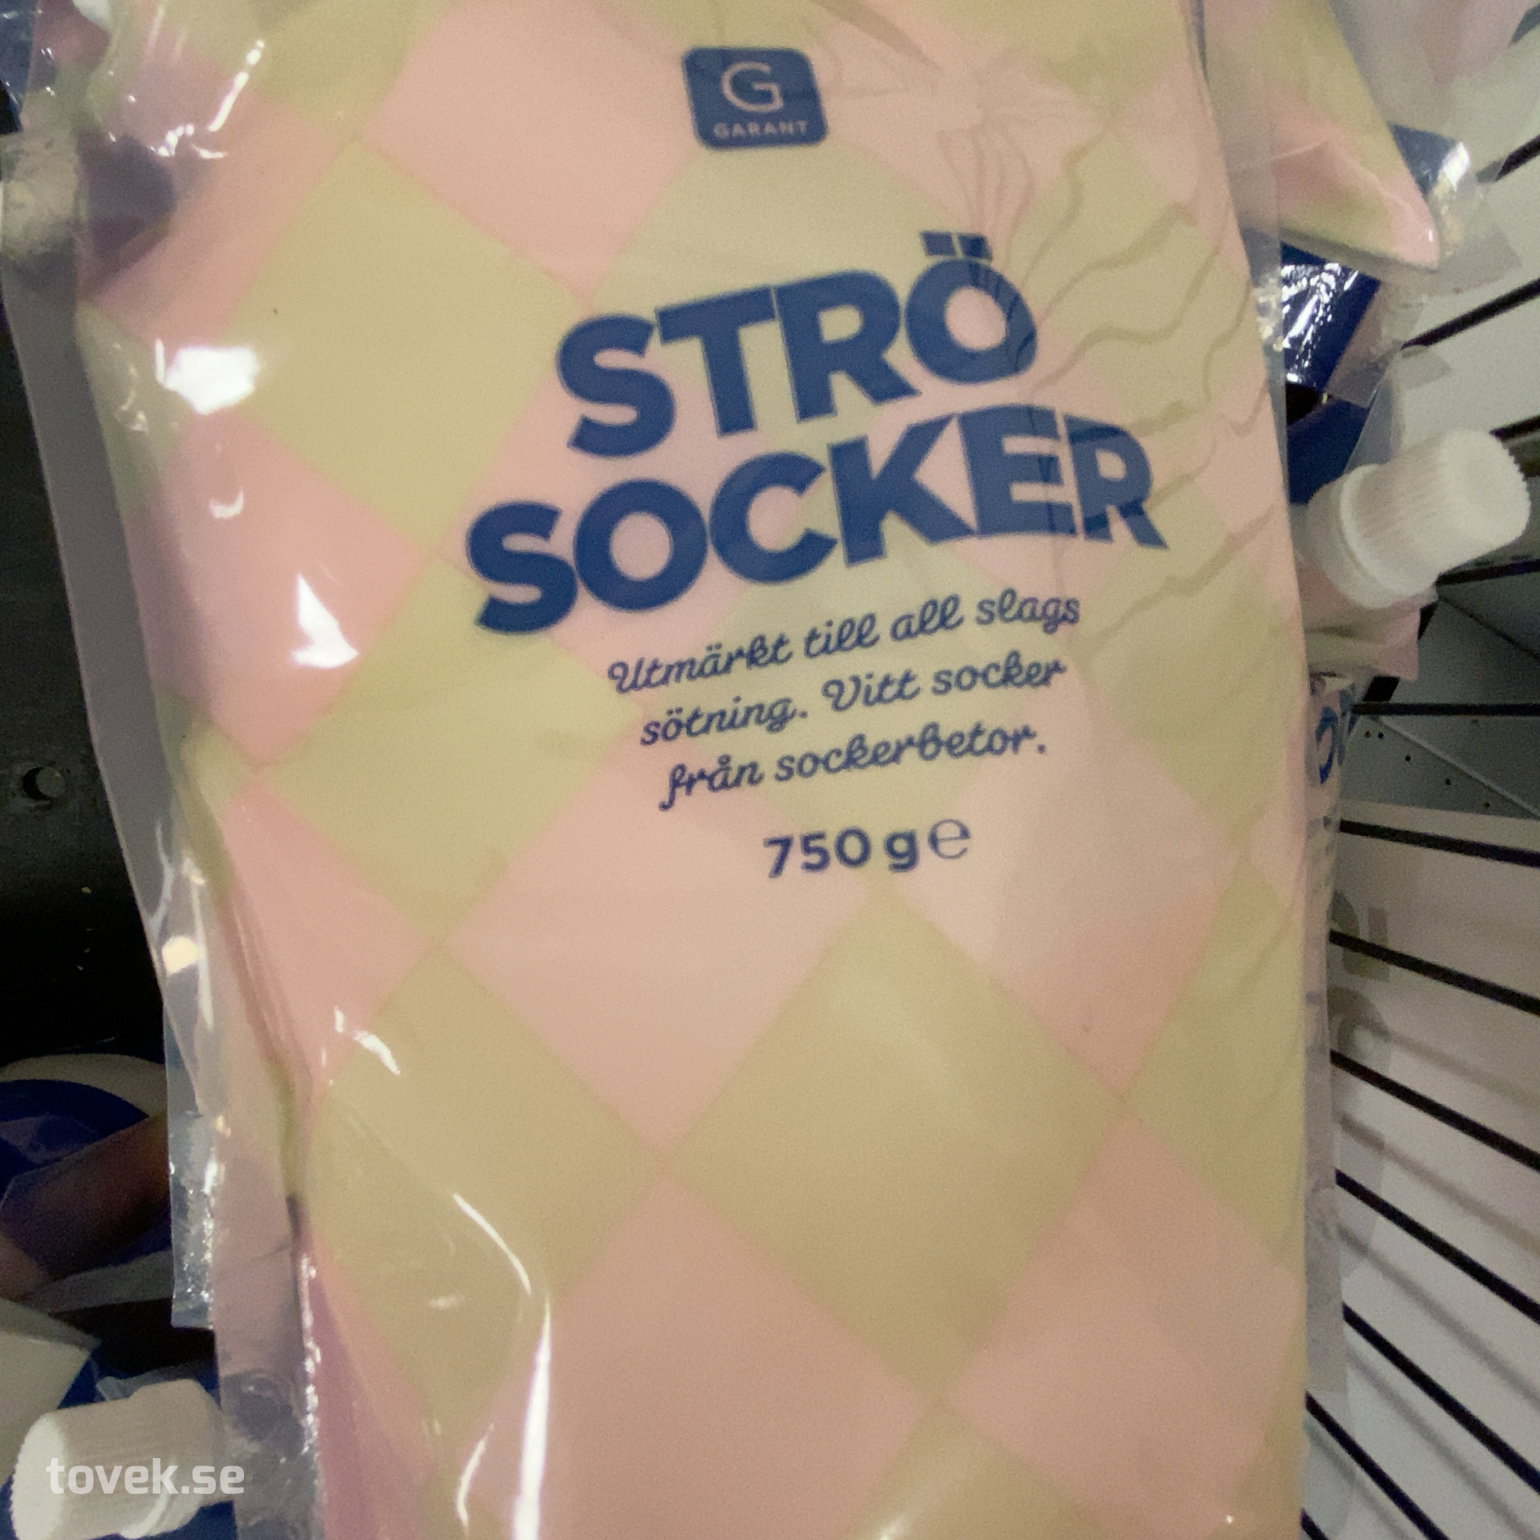 G
GARANT
STRÖ
SOCKER
Utmärkt till all slags
sötning. Vitt socker
från sockerbetor.
750 g ℮
tovek.se